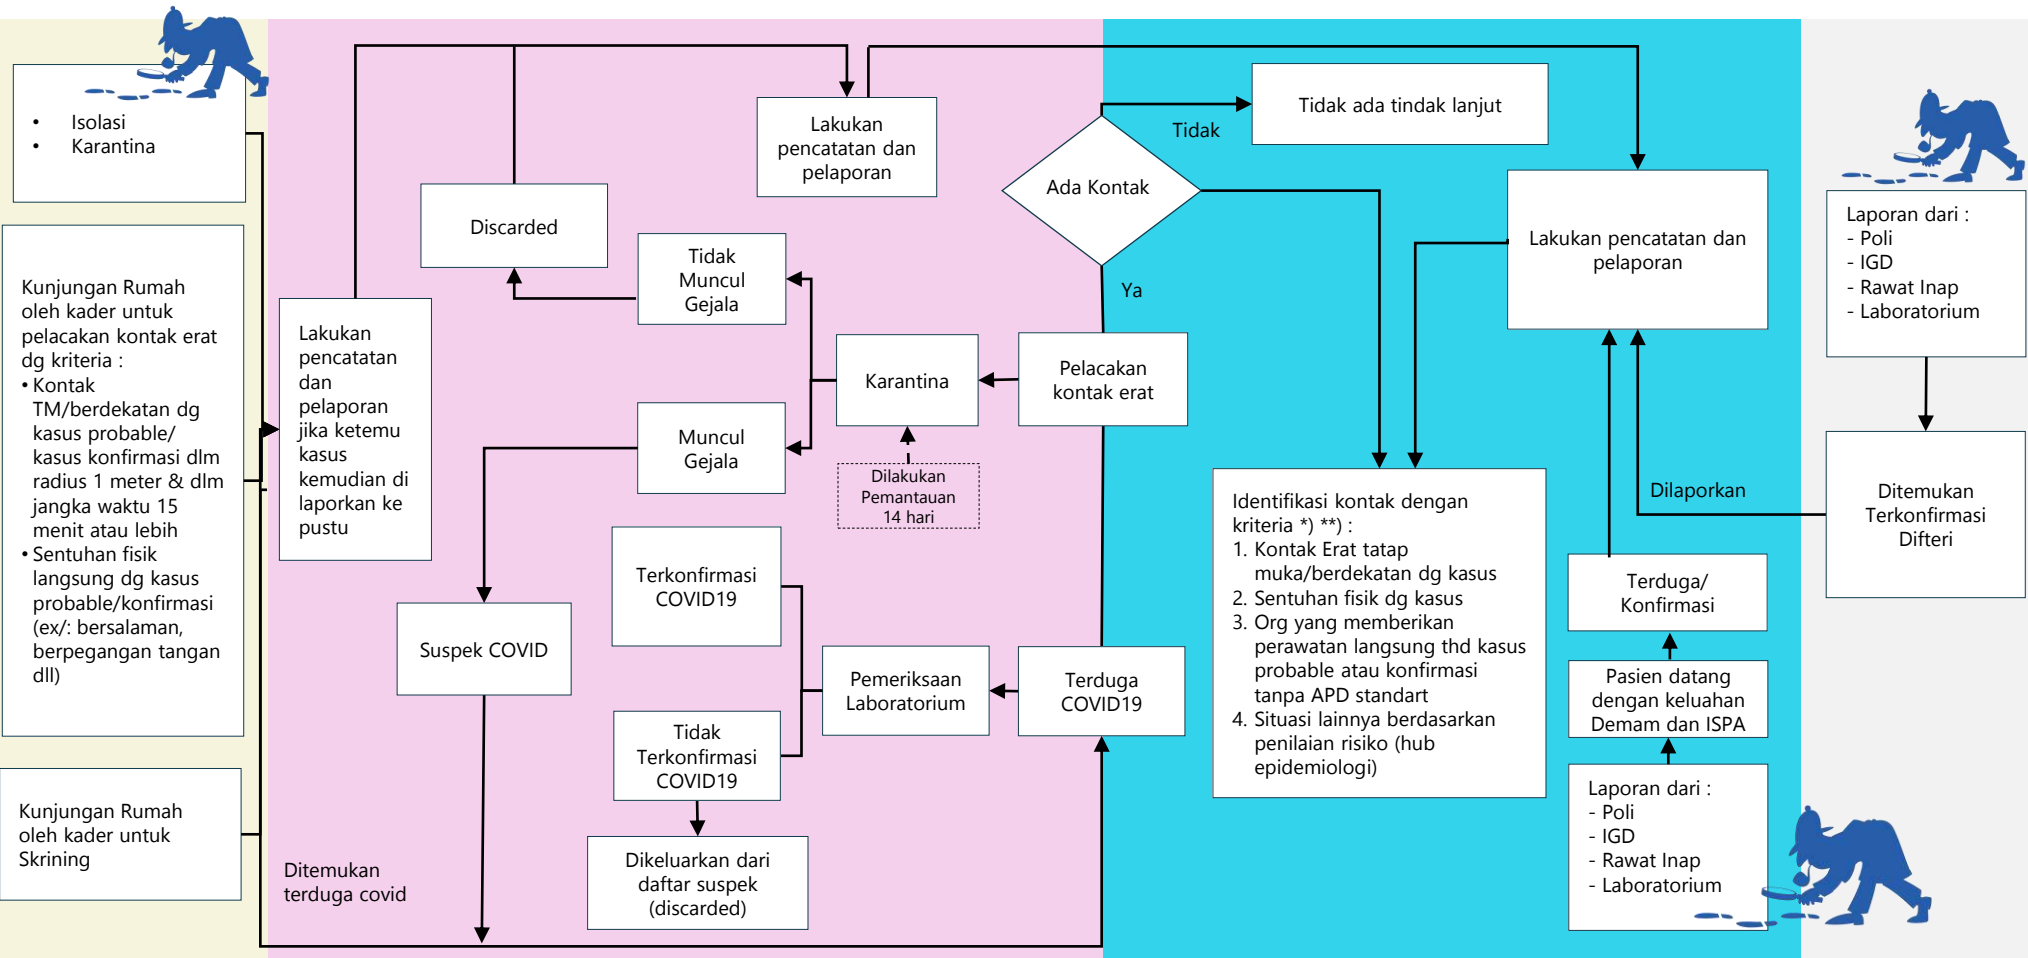 • Isolasi
• Karantina
Kunjungan Rumah
oleh kader untuk
pelacakan kontak erat
dg kriteria :
• Kontak
TM/berdekatan dg
kasus probable/
kasus konfirmasi dlm
radius 1 meter & dlm
jangka waktu 15
menit atau lebih
• Sentuhan fisik
langsung dg kasus
probable/konfirmasi
(ex/: bersalaman,
berpegangan tangan
dll)
Kunjungan Rumah
oleh kader untuk
Skrining
Lakukan
pencatatan
dan
pelaporan
jika ketemu
kasus
kemudian di
laporkan ke
pustu
Ditemukan
terduga covid
Discarded
Lakukan
pencatatan dan
pelaporan
Tidak
Muncul
Gejala
Muncul
Gejala
Karantina
Dilakukan
Pemantauan
14 hari
Pelacakan
kontak erat
Suspek COVID
Terkonfirmasi
COVID19
Tidak
Terkonfirmasi
COVID19
Dikeluarkan dari
daftar suspek
(discarded)
Pemeriksaan
Laboratorium
Terduga
COVID19
Ada Kontak
Tidak
Ya
Tidak ada tindak lanjut
Lakukan pencatatan dan
pelaporan
Identifikasi kontak dengan
kriteria *) **) :
1. Kontak Erat tatap
muka/berdekatan dg kasus
2. Sentuhan fisik dg kasus
3. Org yang memberikan
perawatan langsung thd kasus
probable atau konfirmasi
tanpa APD standart
4. Situasi lainnya berdasarkan
penilaian risiko (hub
epidemiologi)
Dilaporkan
Terduga/
Konfirmasi
Pasien datang
dengan keluahan
Demam dan ISPA
Laporan dari :
- Poli
- IGD
- Rawat Inap
- Laboratorium
Laporan dari :
- Poli
- IGD
- Rawat Inap
- Laboratorium
Ditemukan
Terkonfirmasi
Difteri